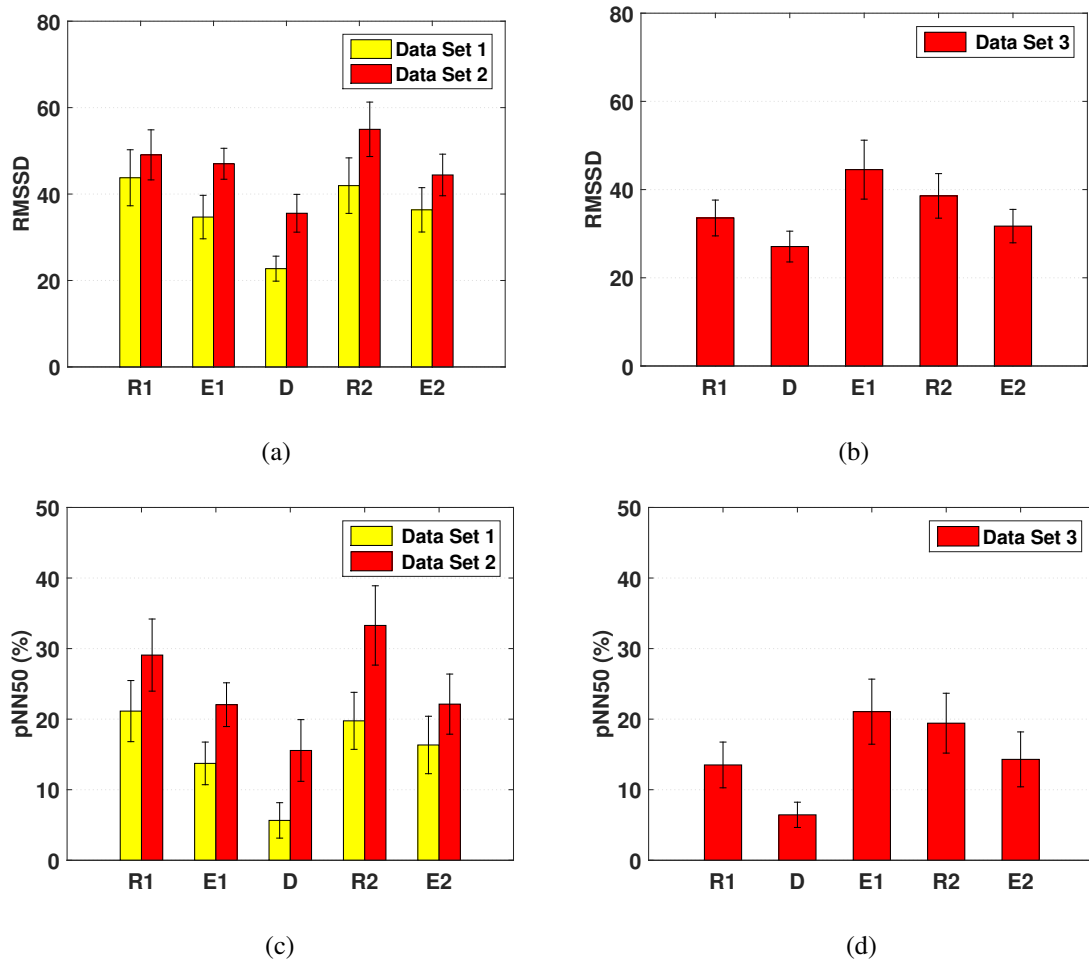 80
60
40
20
0
RMSSD
Data Set 1
Data Set 2
R1 E1 D R2 E2
(a)
80
60
40
20
0
RMSSD
Data Set 3
R1 D E1 R2 E2
(b)
50
40
30
20
10
0
pNN50 (%)
Data Set 1
Data Set 2
R1 E1 D R2 E2
(c)
50
40
30
20
10
0
pNN50 (%)
Data Set 3
R1 D E1 R2 E2
(d)